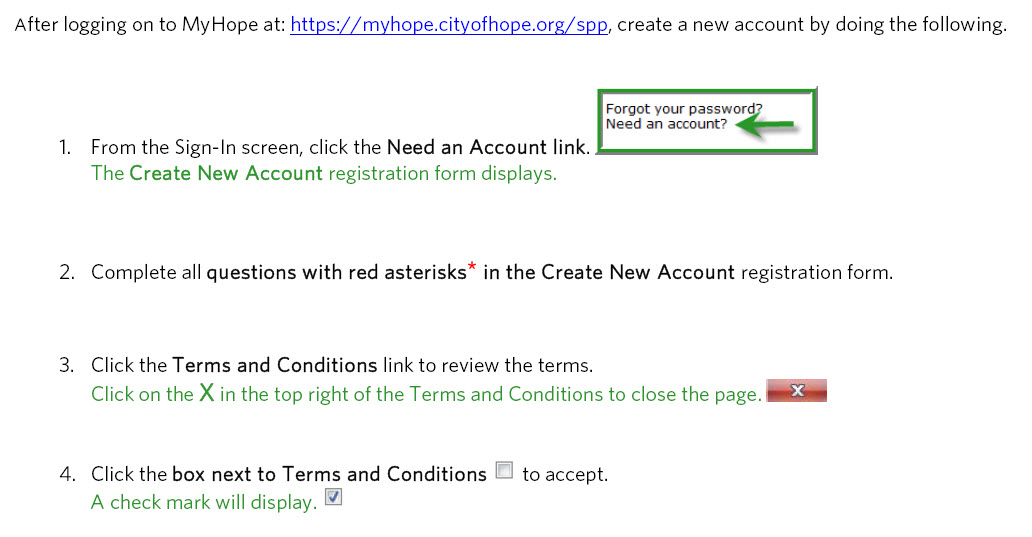 After logging on to MyHope at: https://myhope.cityofhope.org/spp, create a new account by doing the following.
Forgot your password?
Need an account?
1. From the Sign-In screen, click the Need an Account link.
The Create New Account registration form displays.
2. Complete all questions with red asterisks* in the Create New Account registration form.
3. Click the Terms and Conditions link to review the terms.
Click on the X in the top right of the Terms and Conditions to close the page. X
4. Click the box next to Terms and Conditions to accept.
A check mark will display.